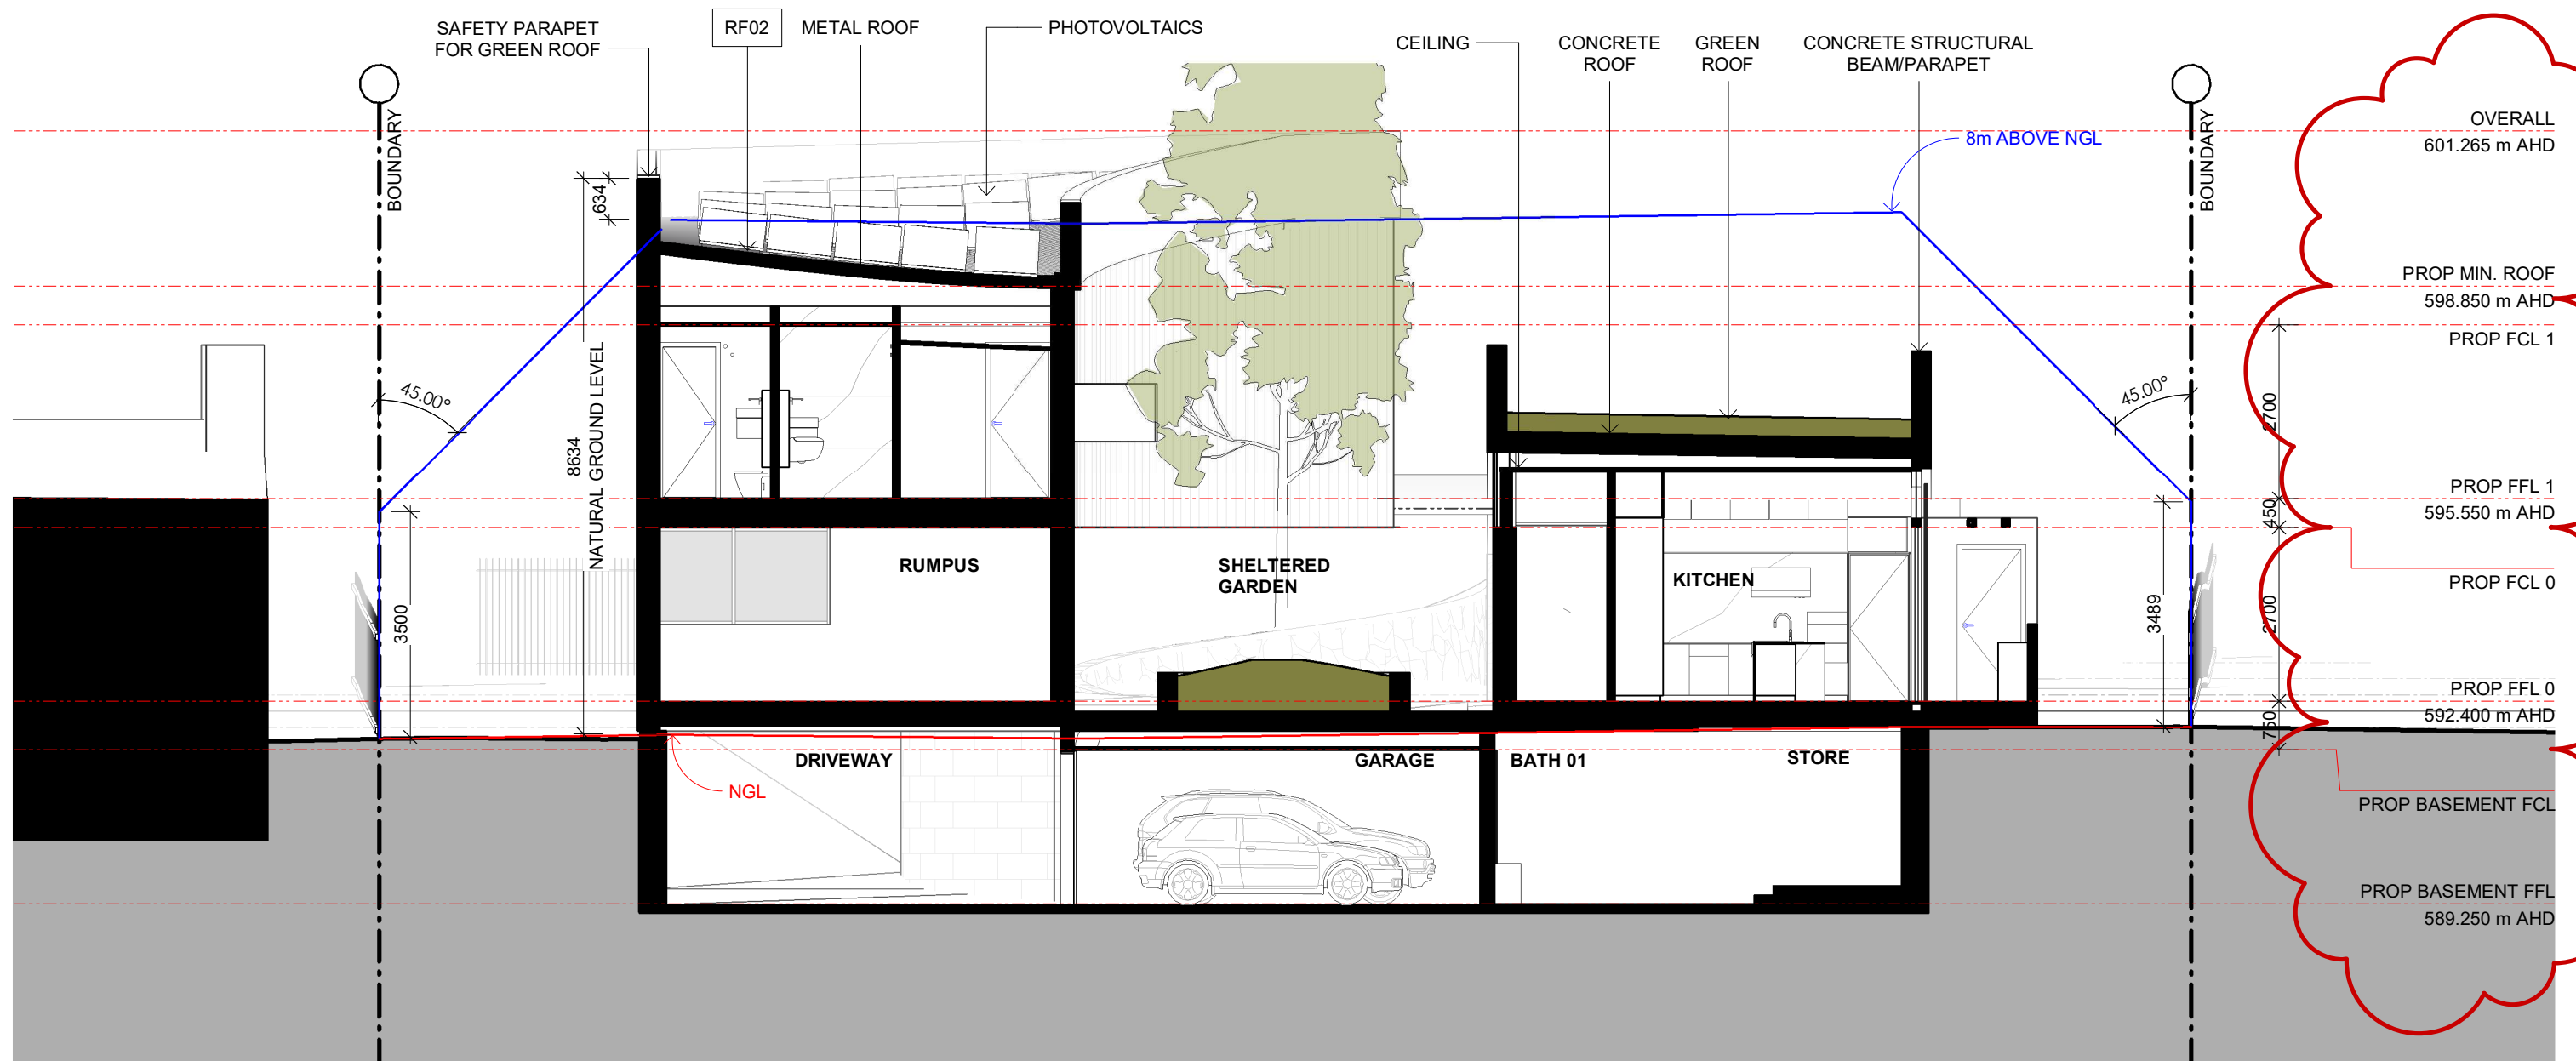 SAFETY PARAPET
FOR GREEN ROOF
RF02
METAL ROOF
PHOTOVOLTAICS
CEILING
CONCRETE
ROOF
GREEN
ROOF
CONCRETE STRUCTURAL
BEAM/PARAPET
BOUNDARY
BOUNDARY
8m ABOVE NGL
OVERALL
601.265 m AHD
634
PROP MIN. ROOF
598.850 m AHD
PROP FCL 1
45.00°
45.00°
2700
8634
NATURAL GROUND LEVEL
PROP FFL 1
595.550 m AHD
450
RUMPUS
SHELTERED
GARDEN
KITCHEN
PROP FCL 0
3500
3489
2700
PROP FFL 0
592.400 m AHD
750
DRIVEWAY
GARAGE
BATH 01
STORE
NGL
PROP BASEMENT FCL
PROP BASEMENT FFL
589.250 m AHD